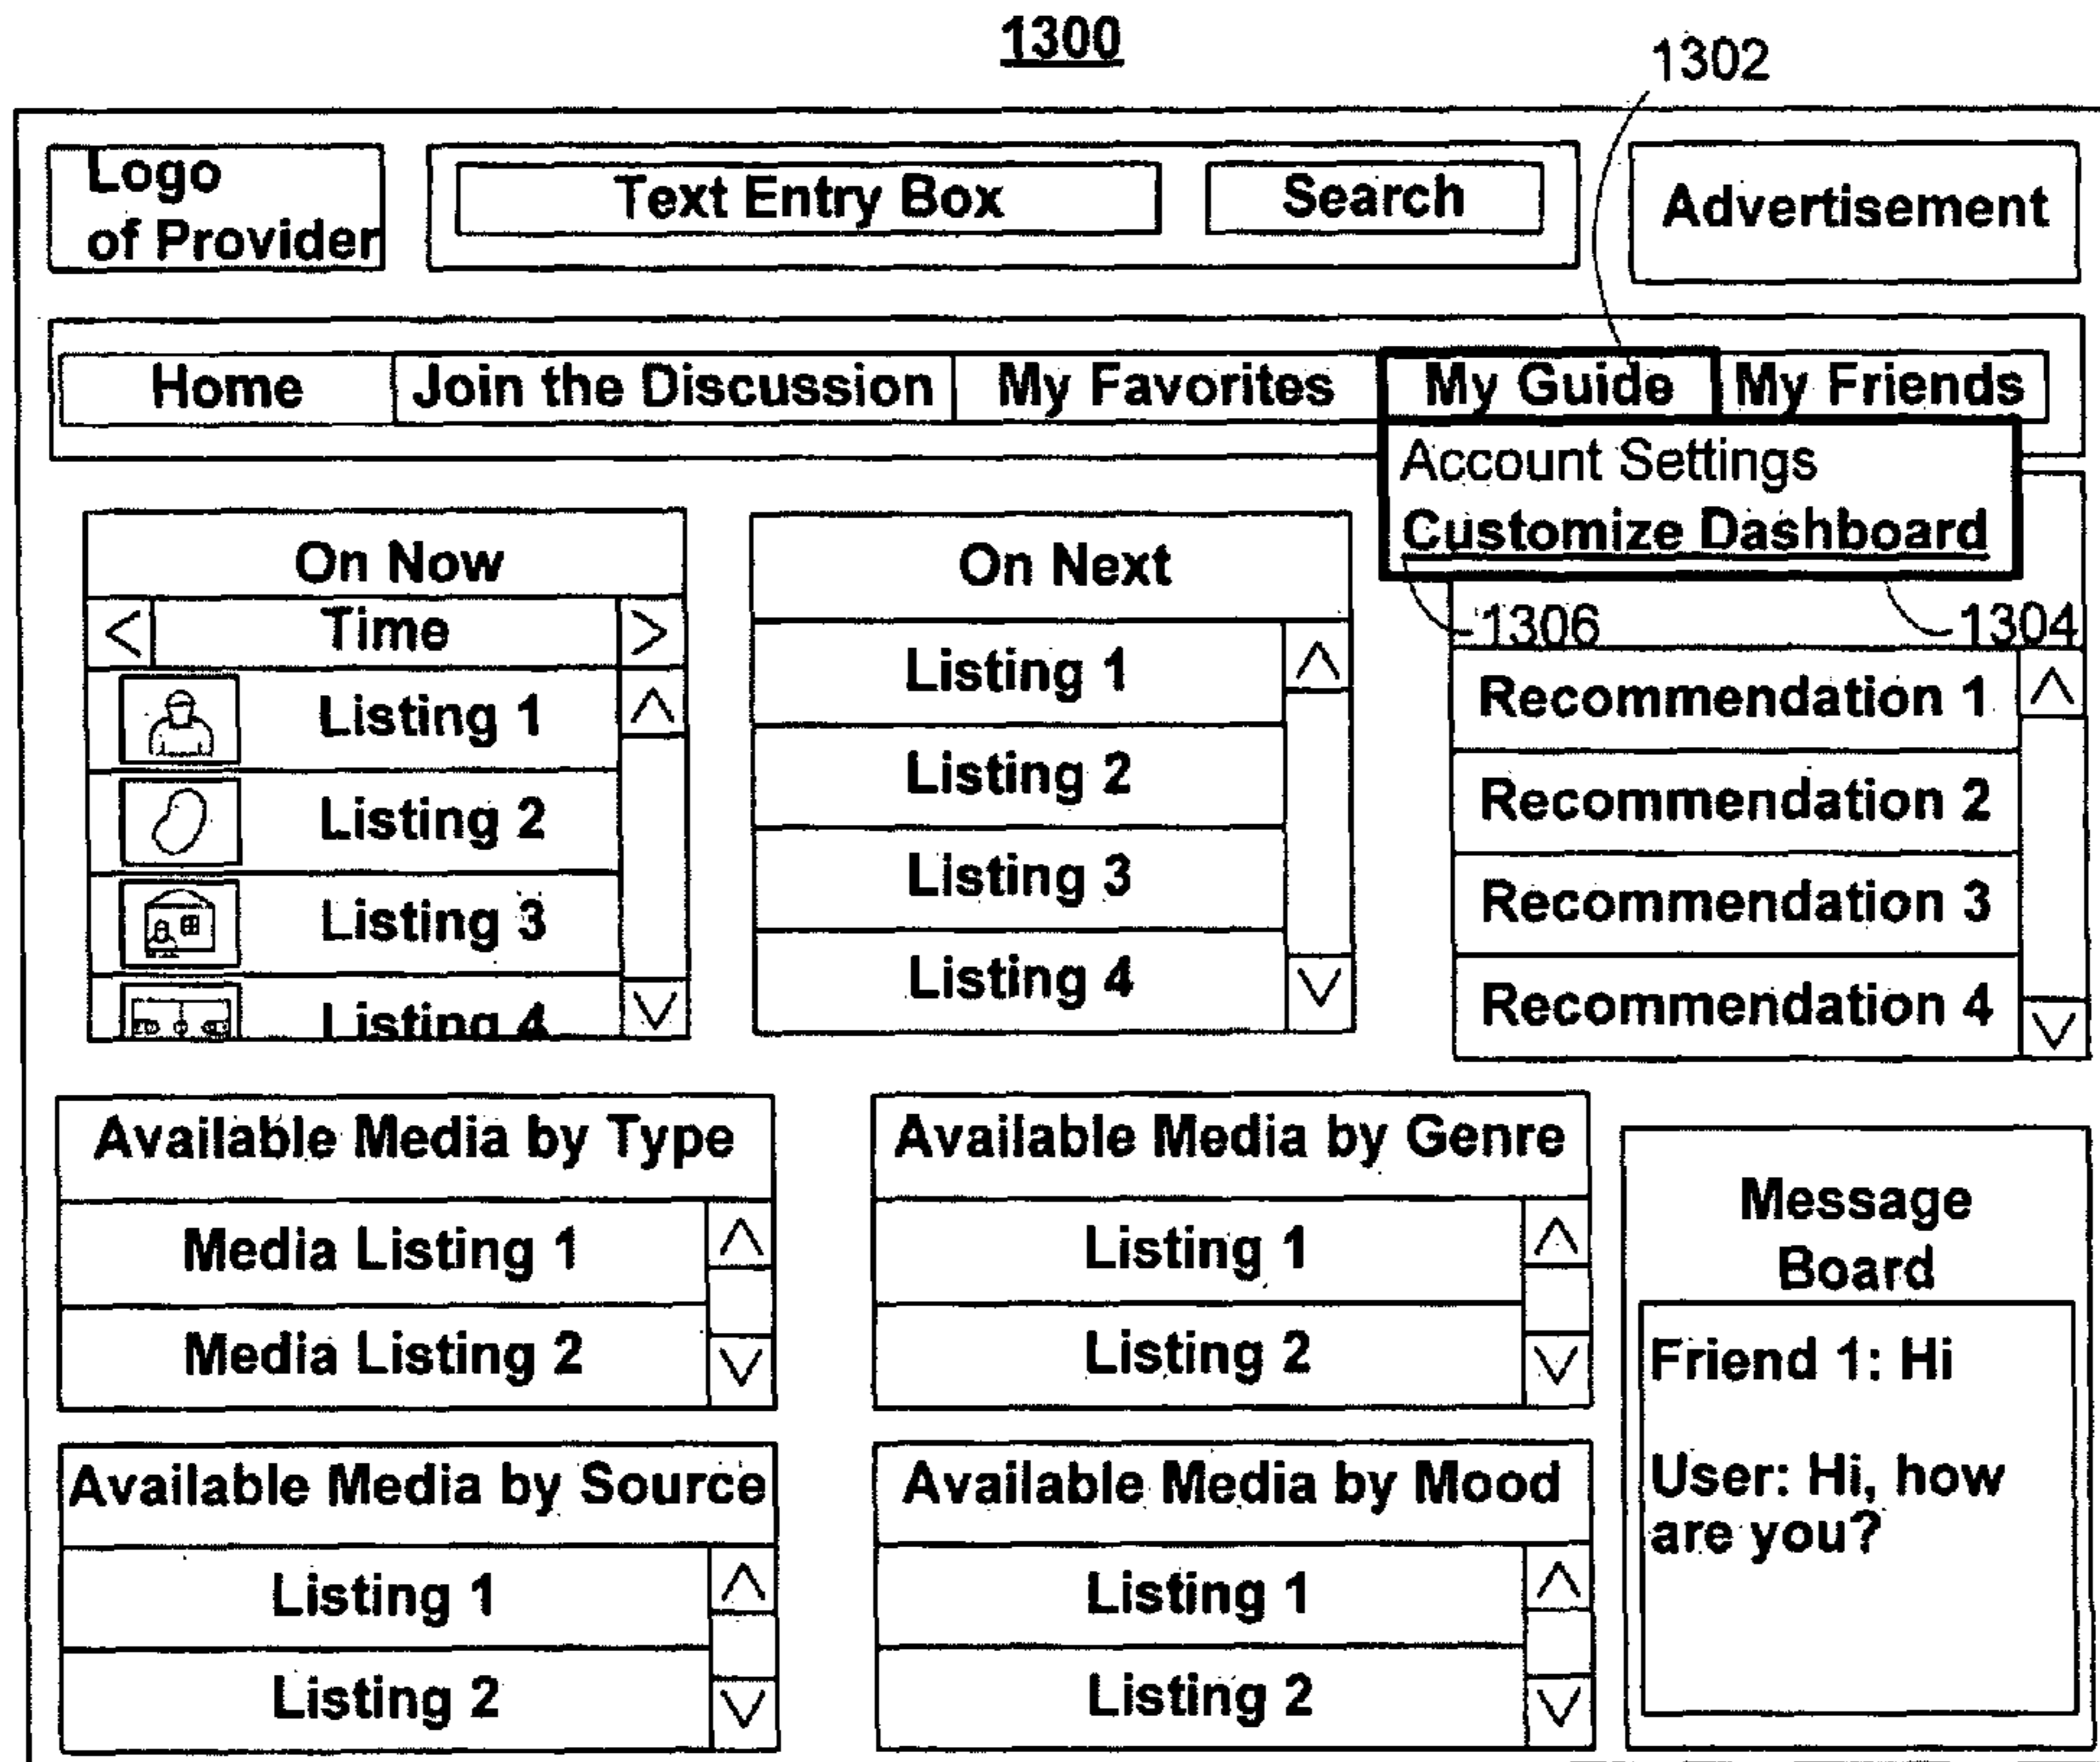 1300
1302
Logo
of Provider
Text Entry Box
Search
Advertisement
Home
Join the Discussion
My Favorites
My Guide
My Friends
Account Settings
Customize Dashboard
1306
1304
On Now
< Time >
Listing 1
Listing 2
Listing 3
Listing 4
On Next
Listing 1
Listing 2
Listing 3
Listing 4
Recommendation 1
Recommendation 2
Recommendation 3
Recommendation 4
Available Media by Type
Media Listing 1
Media Listing 2
Available Media by Genre
Listing 1
Listing 2
Message
Board
Friend 1: Hi
User: Hi, how
are you?
Available Media by Source
Listing 1
Listing 2
Available Media by Mood
Listing 1
Listing 2